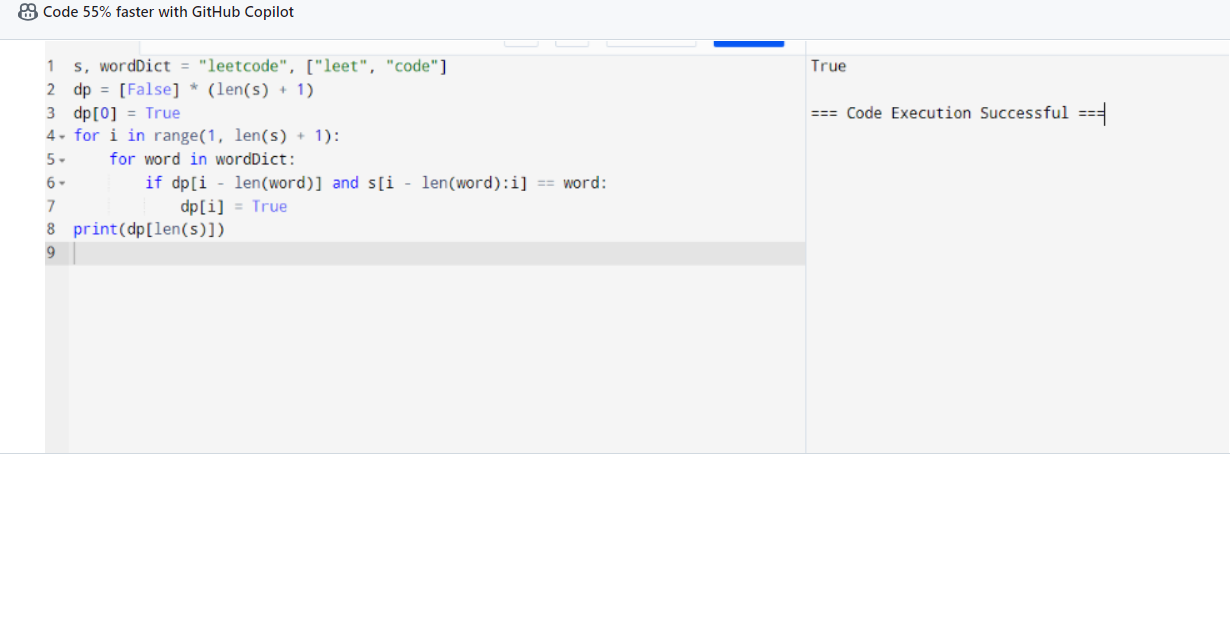 Code 55% faster with GitHub Copilot
1 s, wordDict = "leetcode", ["leet", "code"]
2 dp = [False] * (len(s) + 1)
3 dp[0] = True
4 for i in range(1, len(s) + 1):
5     for word in wordDict:
6         if dp[i - len(word)] and s[i - len(word):i] == word:
7             dp[i] = True
8 print(dp[len(s)])
9
True
=== Code Execution Successful ===